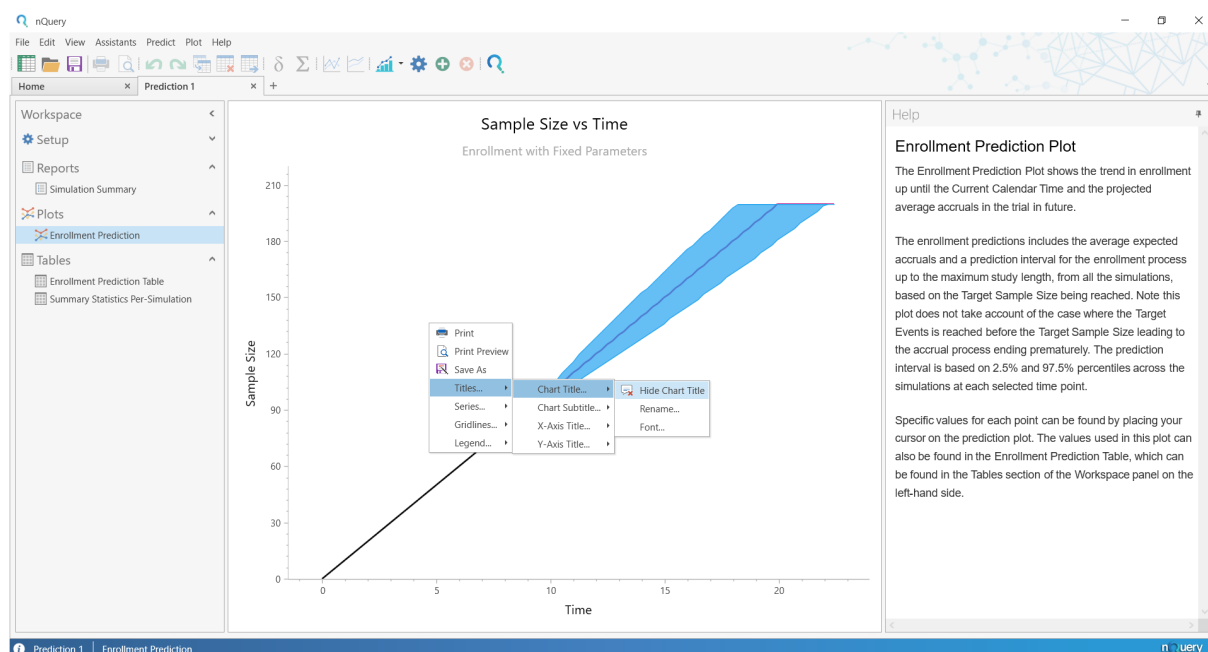 nQuery
File Edit View Assistants Predict Plot Help
Home
Prediction 1
Workspace
Setup
Reports
Simulation Summary
Plots
Enrollment Prediction
Tables
Enrollment Prediction Table
Summary Statistics Per-Simulation
Sample Size vs Time
Enrollment with Fixed Parameters
Sample Size
210
180
150
120
90
60
30
0
0 5 10 15 20
Time
Print
Print Preview
Save As
Titles...
Series...
Gridlines...
Legend...
Chart Title...
Chart Subtitle...
X-Axis Title...
Y-Axis Title...
Hide Chart Title
Rename...
Font...
Help
Enrollment Prediction Plot
The Enrollment Prediction Plot shows the trend in enrollment
up until the Current Calendar Time and the projected
average accruals in the trial in future.
The enrollment predictions includes the average expected
accruals and a prediction interval for the enrollment process
up to the maximum study length, from all the simulations,
based on the Target Sample Size being reached. Note this
plot does not take account of the case where the Target
Events is reached before the Target Sample Size leading to
the accrual process ending prematurely. The prediction
interval is based on 2.5% and 97.5% percentiles across the
simulations at each selected time point.
Specific values for each point can be found by placing your
cursor on the prediction plot. The values used in this plot can
also be found in the Enrollment Prediction Table, which can
be found in the Tables section of the Workspace panel on the
left-hand side.
Prediction 1 | Enrollment Prediction
nQuery